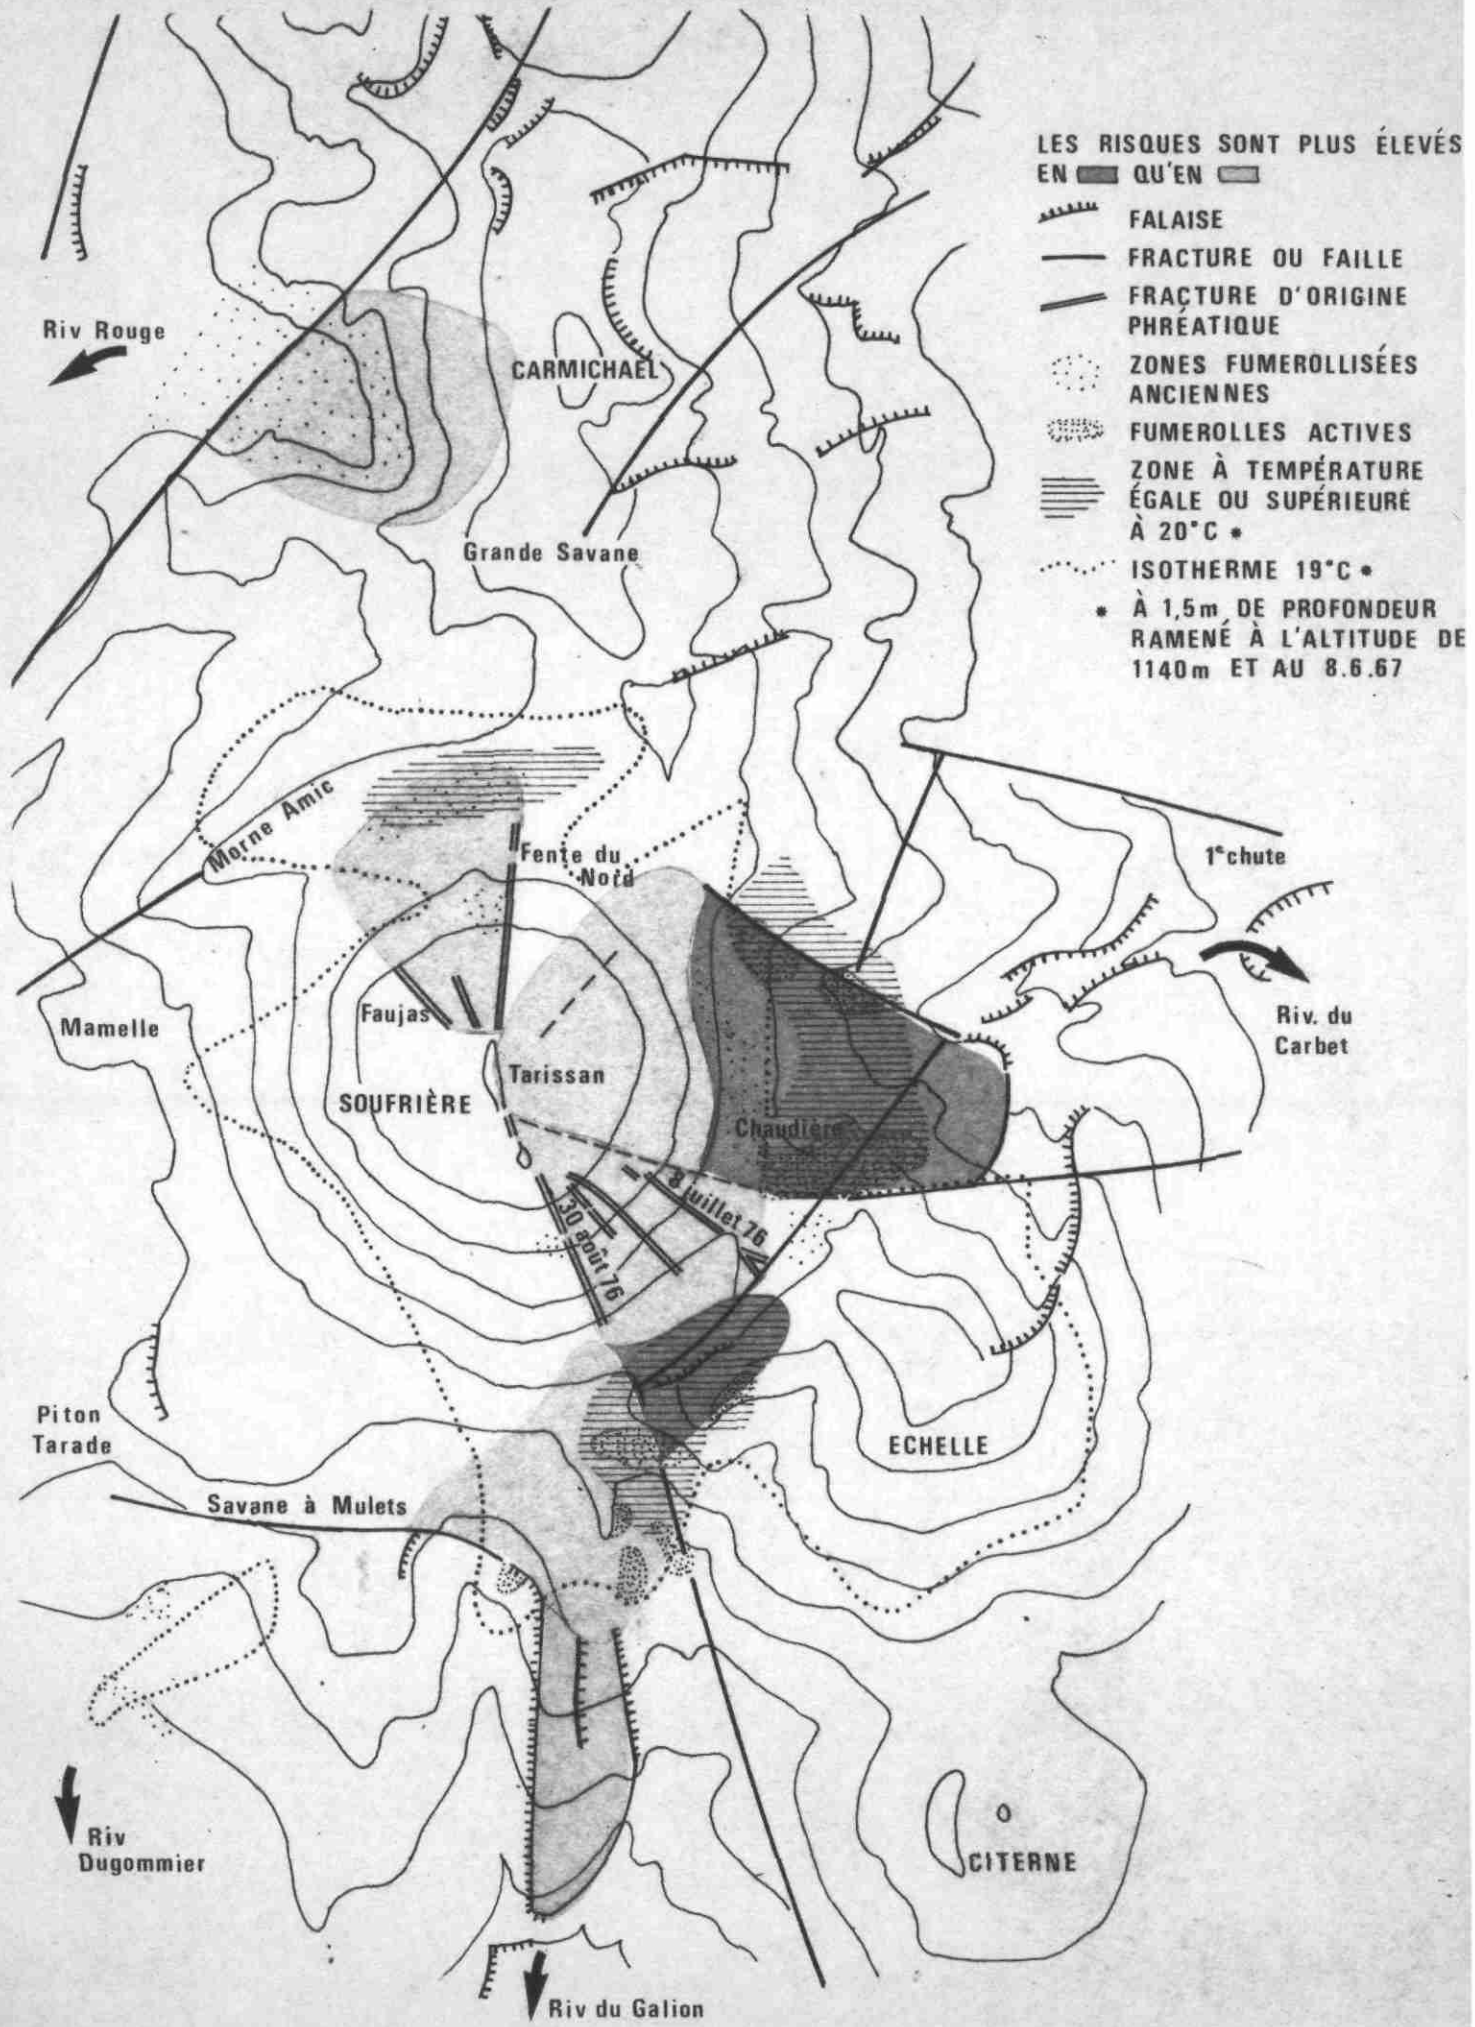 LES RISQUES SONT PLUS ÉLEVÉS
EN QU'EN
FALAISE
FRACTURE OU FAILLE
FRACTURE D'ORIGINE
PHRÉATIQUE
ZONES FUMEROLLISÉES
ANCIENNES
FUMEROLLES ACTIVES
ZONE À TEMPÉRATURE
ÉGALE OU SUPÉRIEURE
À 20°C *
ISOTHERME 19°C *
* À 1,5m DE PROFONDEUR
RAMENÉ À L'ALTITUDE DE
1140m ET AU 8.6.67
Riv Rouge
CARMICHAËL
Grande Savane
Morne Amic
Fente du
Nord
1e chute
Faujas
Mamelle
Riv. du
Carbet
Tarissan
SOUFRIÈRE
Chaudière
8 juillet 76
30 août 76
Piton
Tarade
ECHELLE
Savane à Mulets
Riv
Dugommier
CITERNE
Riv du Galion